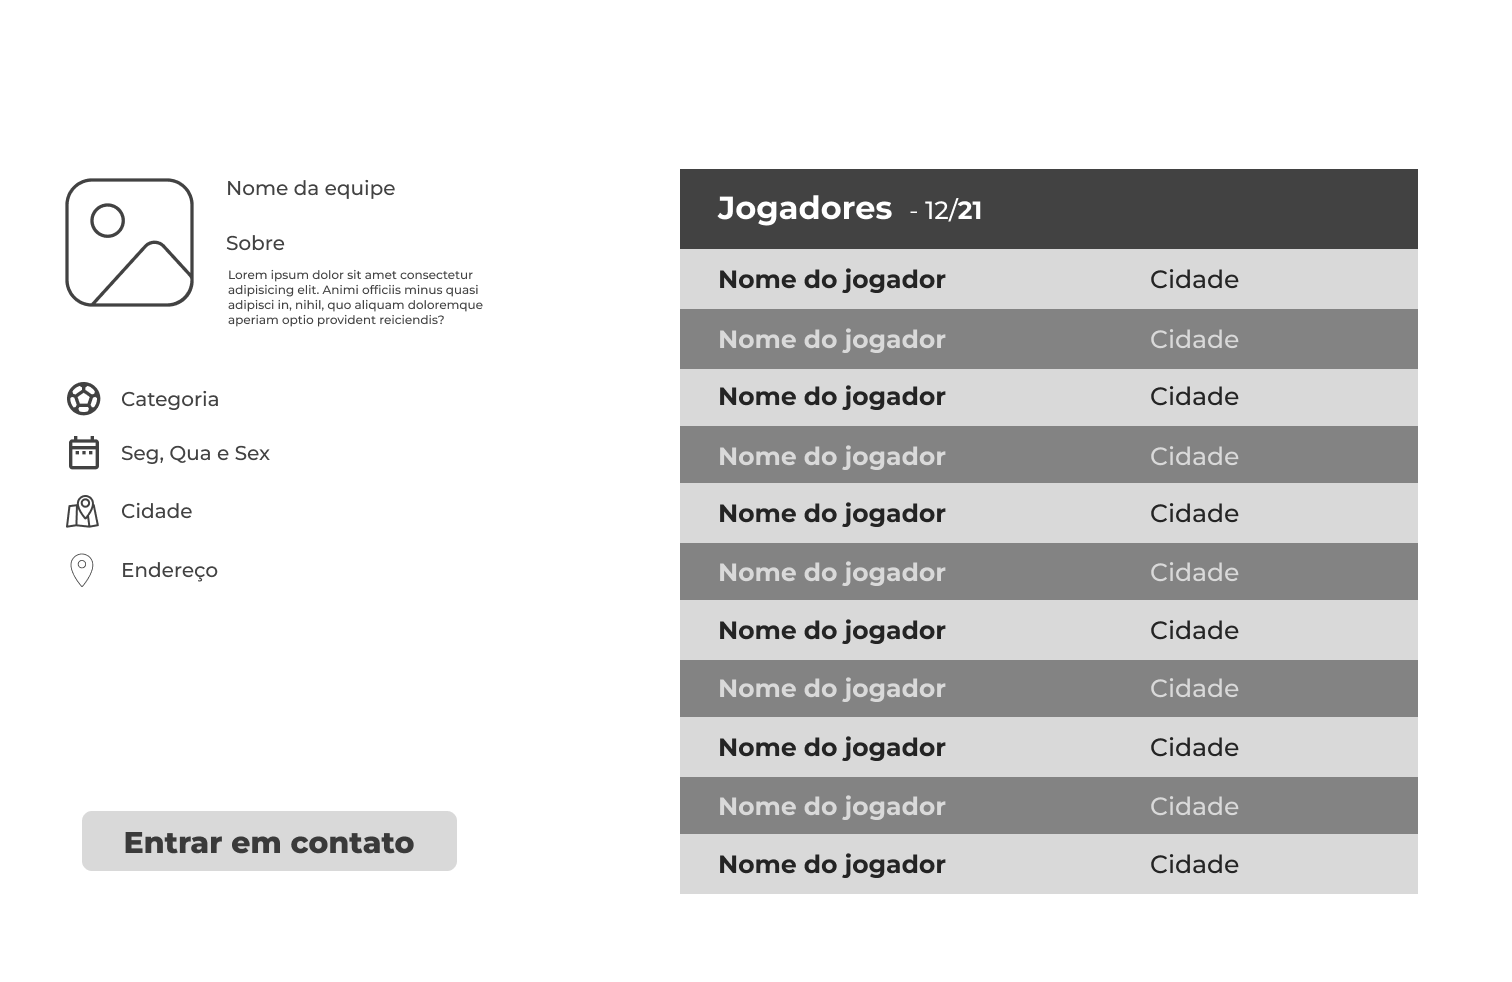 Nome da equipe
Sobre
Lorem ipsum dolor sit amet consectetur
adipisicing elit. Animi officiis minus quasi
adipisci in, nihil, quo aliquam doloremque
aperiam optio provident reiciendis?
Categoria
Seg, Qua e Sex
Cidade
Endereço
Entrar em contato
Jogadores - 12/21
Nome do jogador Cidade
Nome do jogador Cidade
Nome do jogador Cidade
Nome do jogador Cidade
Nome do jogador Cidade
Nome do jogador Cidade
Nome do jogador Cidade
Nome do jogador Cidade
Nome do jogador Cidade
Nome do jogador Cidade
Nome do jogador Cidade